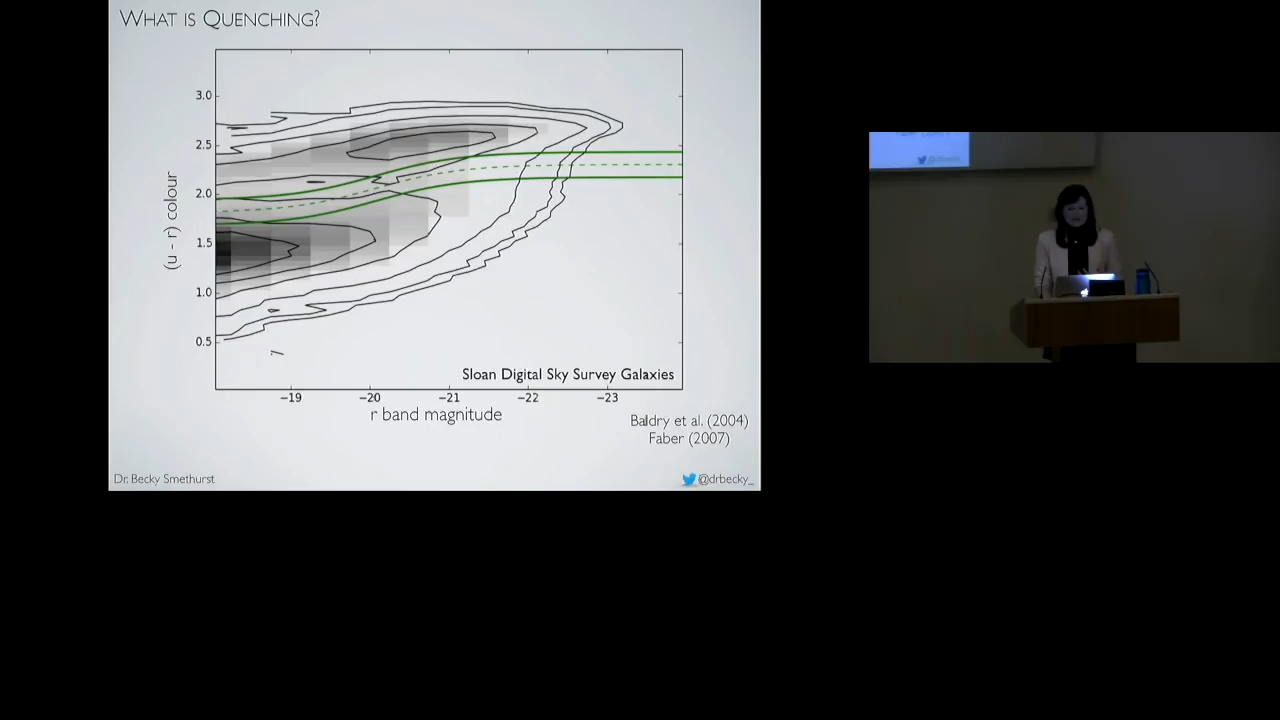 WHAT IS QUENCHING?
3.0
2.5
2.0
1.5
1.0
0.5
(u - r) colour
−19
−20
−21
−22
−23
r band magnitude
Sloan Digital Sky Survey Galaxies
Baldry et al. (2004)
Faber (2007)
Dr. Becky Smethurst
@drbecky_